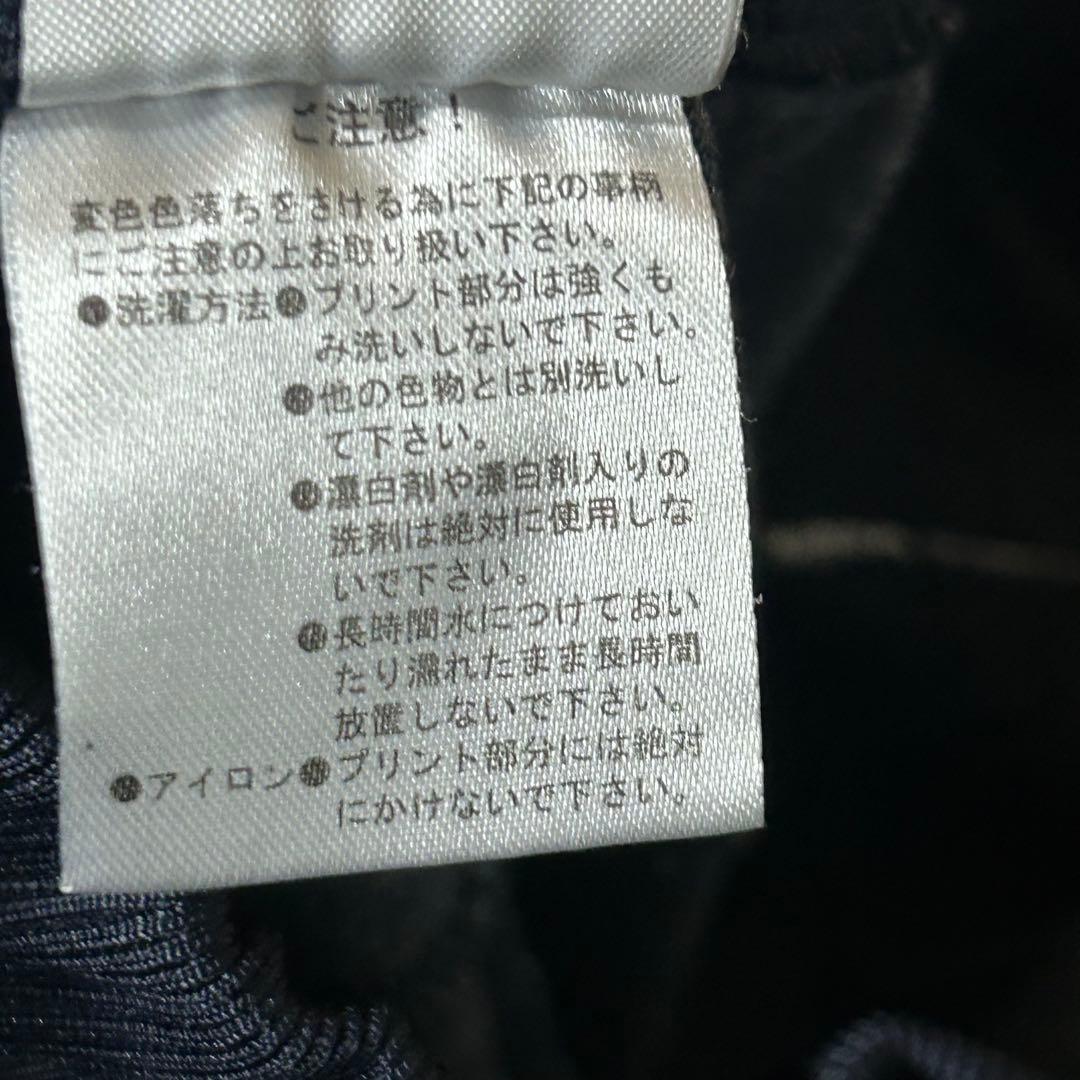 ご注意！
変色色落ちをさける為に下記の事柄
にご注意の上お取り扱い下さい。
●洗濯方法●プリント部分は強くも
み洗いしないで下さい。
●他の色物とは別洗いし
て下さい。
●漂白剤や漂白剤入りの
洗剤は絶対に使用しな
いで下さい。
●長時間水につけておい
たり濡れたまま長時間
放置しないで下さい。
●アイロン●プリント部分には絶対
にかけないで下さい。